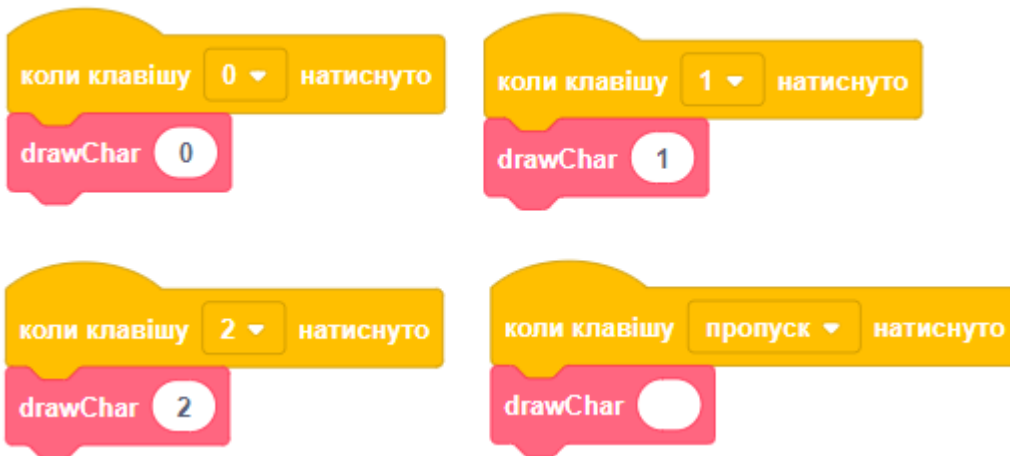 коли клавішу 0 натиснуто
drawChar 0
коли клавішу 1 натиснуто
drawChar 1
коли клавішу 2 натиснуто
drawChar 2
коли клавішу пропуск натиснуто
drawChar